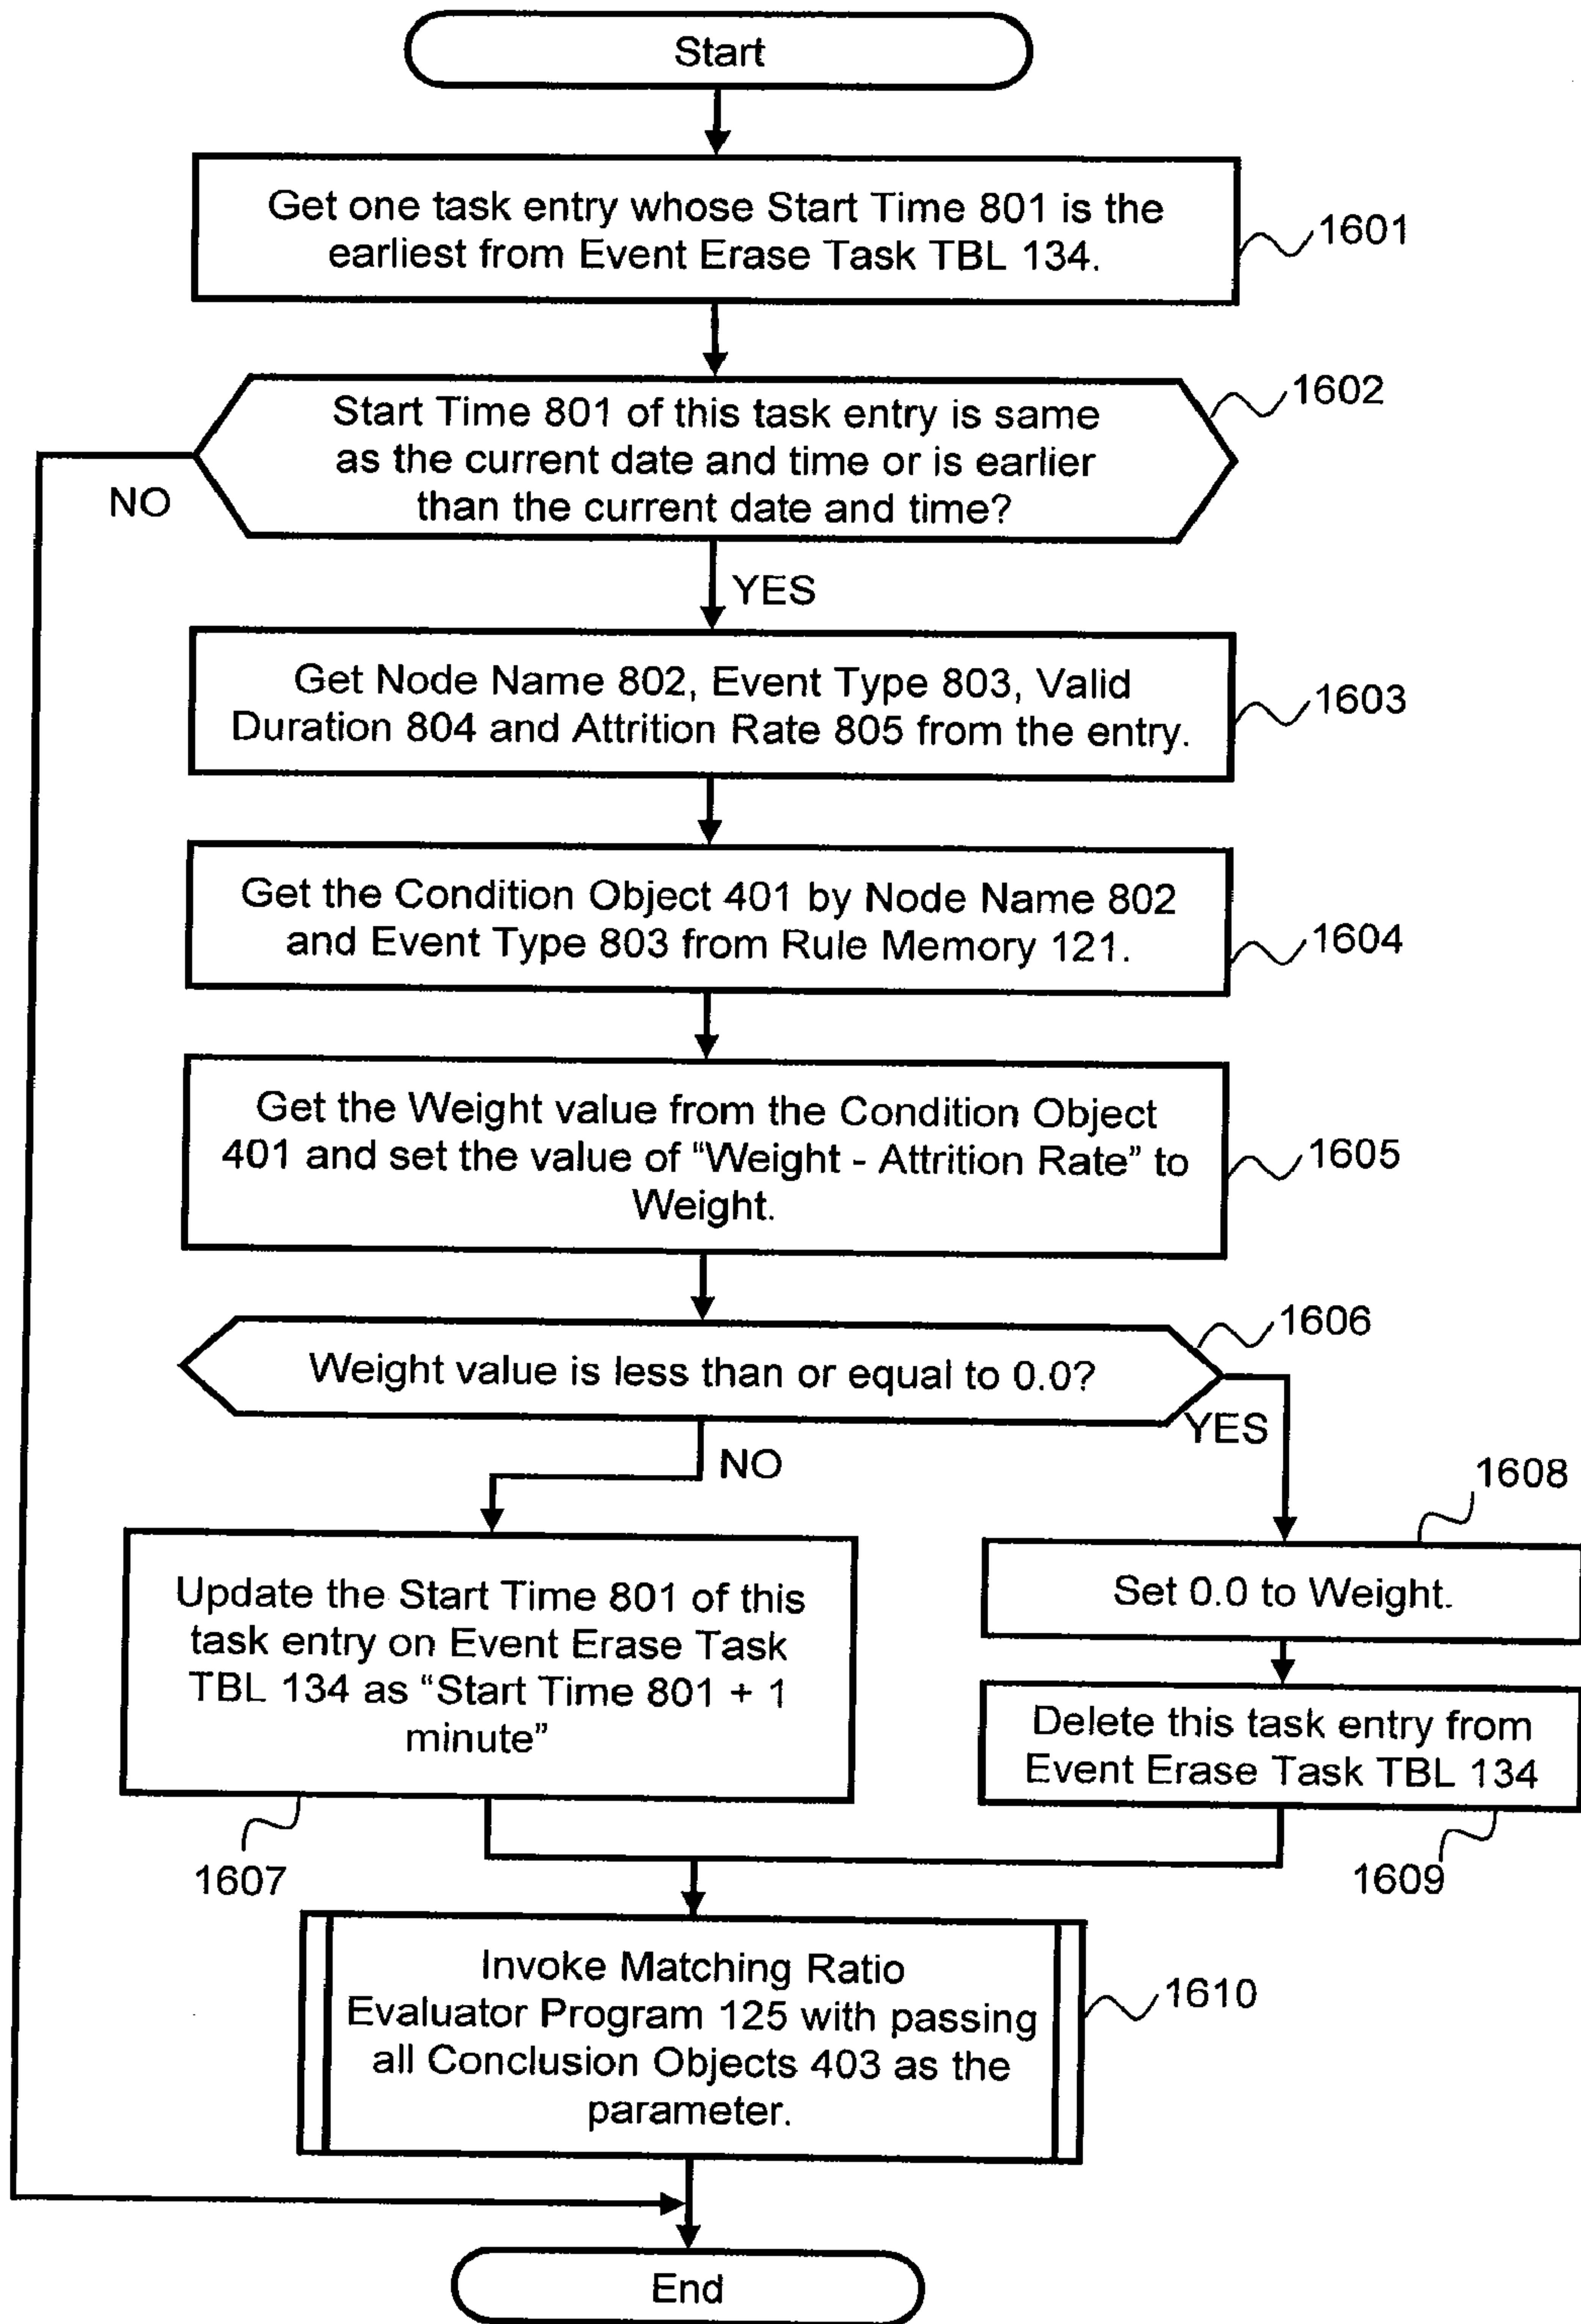 Start
Get one task entry whose Start Time 801 is the
earliest from Event Erase Task TBL 134.
1601
1602
Start Time 801 of this task entry is same
as the current date and time or is earlier
than the current date and time?
NO
YES
Get Node Name 802, Event Type 803, Valid
Duration 804 and Attrition Rate 805 from the entry.
1603
Get the Condition Object 401 by Node Name 802
and Event Type 803 from Rule Memory 121.
1604
Get the Weight value from the Condition Object
401 and set the value of “Weight - Attrition Rate” to
Weight.
1605
1606
Weight value is less than or equal to 0.0?
YES
NO
1608
Update the Start Time 801 of this
task entry on Event Erase Task
TBL 134 as “Start Time 801 + 1
minute”
1607
Set 0.0 to Weight.
Delete this task entry from
Event Erase Task TBL 134
1609
Invoke Matching Ratio
Evaluator Program 125 with passing
all Conclusion Objects 403 as the
parameter.
1610
End